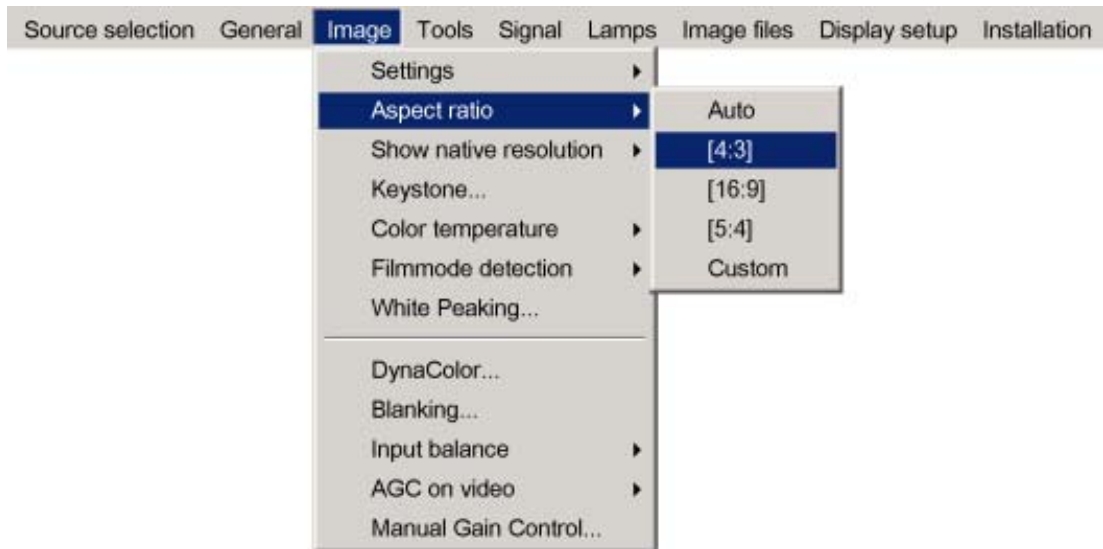 Source selection General Image Tools Signal Lamps Image files Display setup Installation
Settings
Aspect ratio
Show native resolution
Keystone...
Color temperature
Filmmode detection
White Peaking...
DynaColor...
Blanking...
Input balance
AGC on video
Manual Gain Control...
Auto
[4:3]
[16:9]
[5:4]
Custom